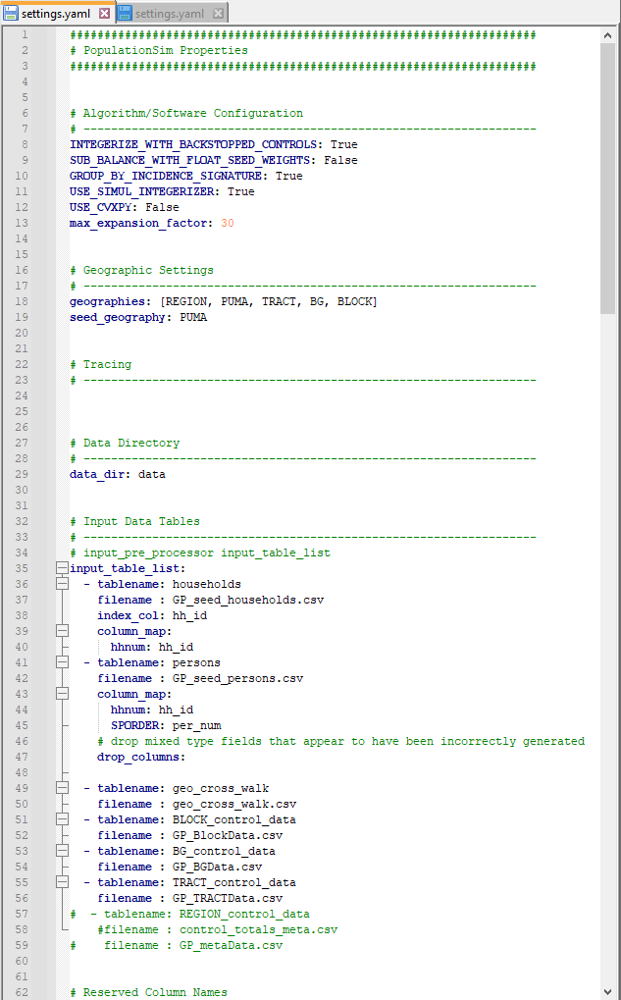 settings.yaml settings.yaml
1 ####################################################################
2 # PopulationSim Properties
3 ####################################################################
4
5
6 # Algorithm/Software Configuration
7 # ------------------------------------------------------------------
8 INTEGERIZE_WITH_BACKSTOPPED_CONTROLS: True
9 SUB_BALANCE_WITH_FLOAT_SEED_WEIGHTS: False
10 GROUP_BY_INCIDENCE_SIGNATURE: True
11 USE_SIMUL_INTEGERIZER: True
12 USE_CVXPY: False
13 max_expansion_factor: 30
14
15
16 # Geographic Settings
17 # ------------------------------------------------------------------
18 geographies: [REGION, PUMA, TRACT, BG, BLOCK]
19 seed_geography: PUMA
20
21
22 # Tracing
23 # ------------------------------------------------------------------
24
25
26
27 # Data Directory
28 # ------------------------------------------------------------------
29 data_dir: data
30
31
32 # Input Data Tables
33 # ------------------------------------------------------------------
34 # input_pre_processor input_table_list
35 input_table_list:
36   - tablename: households
37     filename : GP_seed_households.csv
38     index_col: hh_id
39     column_map:
40       hhnum: hh_id
41   - tablename: persons
42     filename : GP_seed_persons.csv
43     column_map:
44       hhnum: hh_id
45       SPORDER: per_num
46     # drop mixed type fields that appear to have been incorrectly generated
47     drop_columns:
48
49   - tablename: geo_cross_walk
50     filename : geo_cross_walk.csv
51   - tablename: BLOCK_control_data
52     filename : GP_BlockData.csv
53   - tablename: BG_control_data
54     filename : GP_BGData.csv
55   - tablename: TRACT_control_data
56     filename : GP_TRACTData.csv
57 #  - tablename: REGION_control_data
58     #filename : control_totals_meta.csv
59 #    filename : GP_metaData.csv
60
61
62 # Reserved Column Names